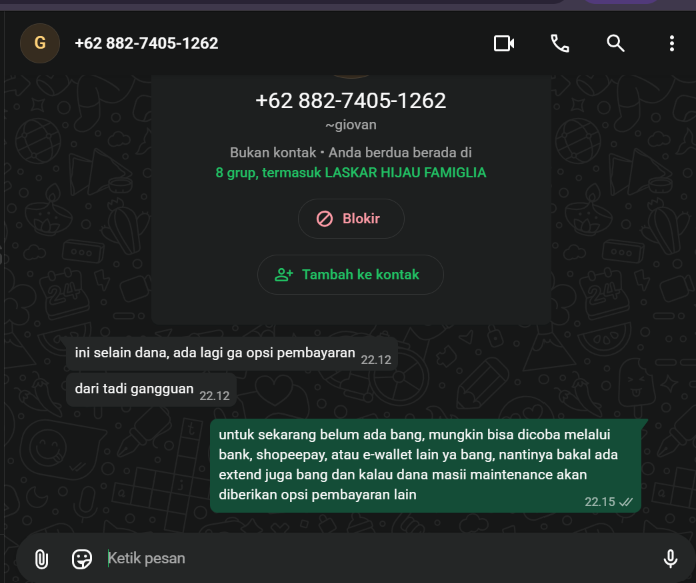 G
+62 882-7405-1262
+62 882-7405-1262
~giovan
Bukan kontak • Anda berdua berada di
8 grup, termasuk LASKAR HIJAU FAMIGLIA
Blokir
Tambah ke kontak
ini selain dana, ada lagi ga opsi pembayaran 22.12
dari tadi gangguan 22.12
untuk sekarang belum ada bang, mungkin bisa dicoba melalui
bank, shopeepay, atau e-wallet lain ya bang, nantinya bakal ada
extend juga bang dan kalau dana masii maintenance akan
diberikan opsi pembayaran lain
22.15
Ketik pesan